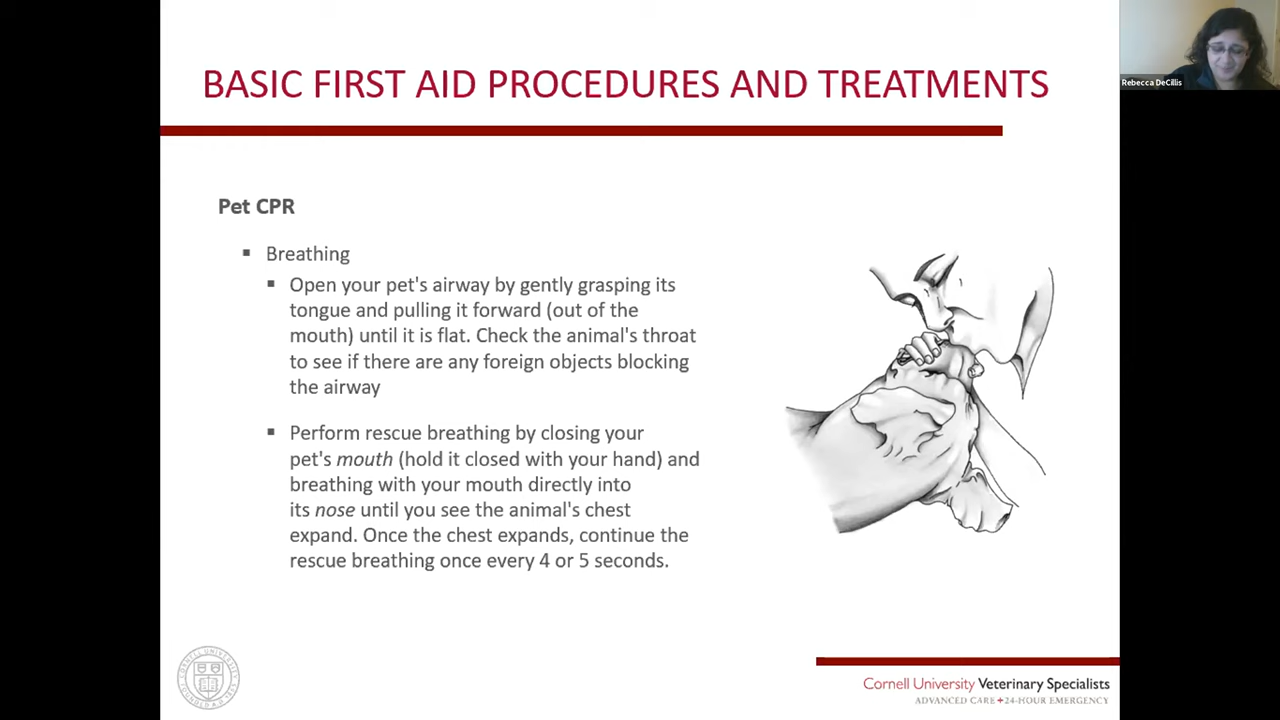 BASIC FIRST AID PROCEDURES AND TREATMENTS
Rebecca DeCillis
Pet CPR
▪ Breathing
▪ Open your pet's airway by gently grasping its
tongue and pulling it forward (out of the
mouth) until it is flat. Check the animal's throat
to see if there are any foreign objects blocking
the airway
▪ Perform rescue breathing by closing your
pet's mouth (hold it closed with your hand) and
breathing with your mouth directly into
its nose until you see the animal's chest
expand. Once the chest expands, continue the
rescue breathing once every 4 or 5 seconds.
Cornell University Veterinary Specialists
ADVANCED CARE+24-HOUR EMERGENCY